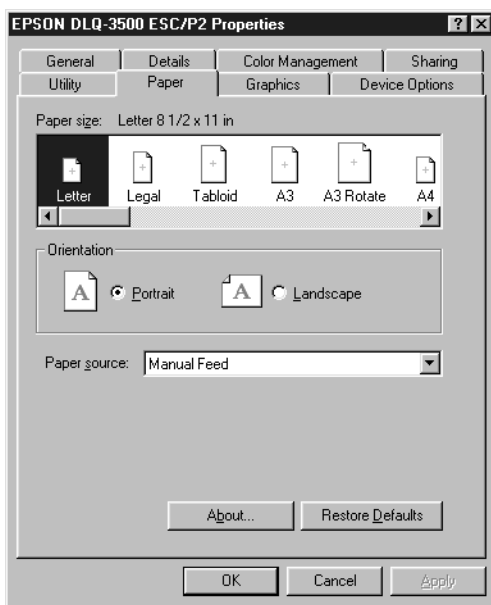 EPSON DLQ-3500 ESC/P2 Properties
? X
General Details Color Management Sharing
Utility Paper Graphics Device Options
Paper size: Letter 8 1/2 x 11 in
Letter Legal Tabloid A3 A3 Rotate A4
Orientation
A Portrait A Landscape
Paper source: Manual Feed
About... Restore Defaults
OK Cancel Apply